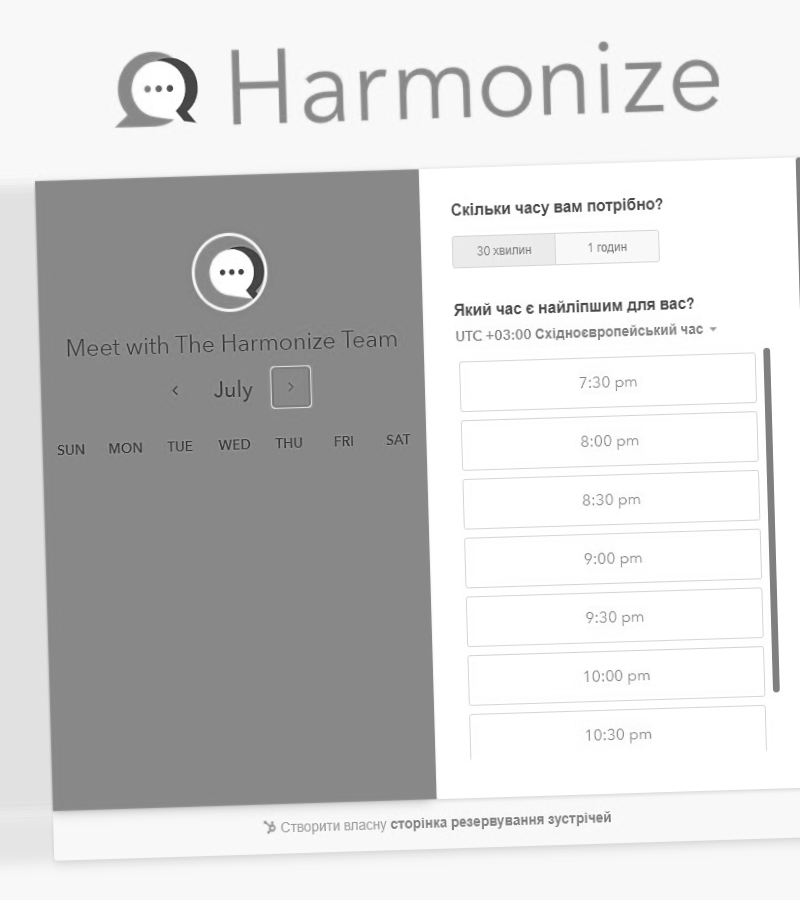 Harmonize
Meet with The Harmonize Team
July
SUN MON TUE WED THU FRI SAT
Скільки часу вам потрібно?
30 хвилин 1 годин
Який час є найліпшим для вас?
UTC +03:00 Східноєвропейський час
7:30 pm
8:00 pm
8:30 pm
9:00 pm
9:30 pm
10:00 pm
10:30 pm
Створити власну сторінка резервування зустрічей